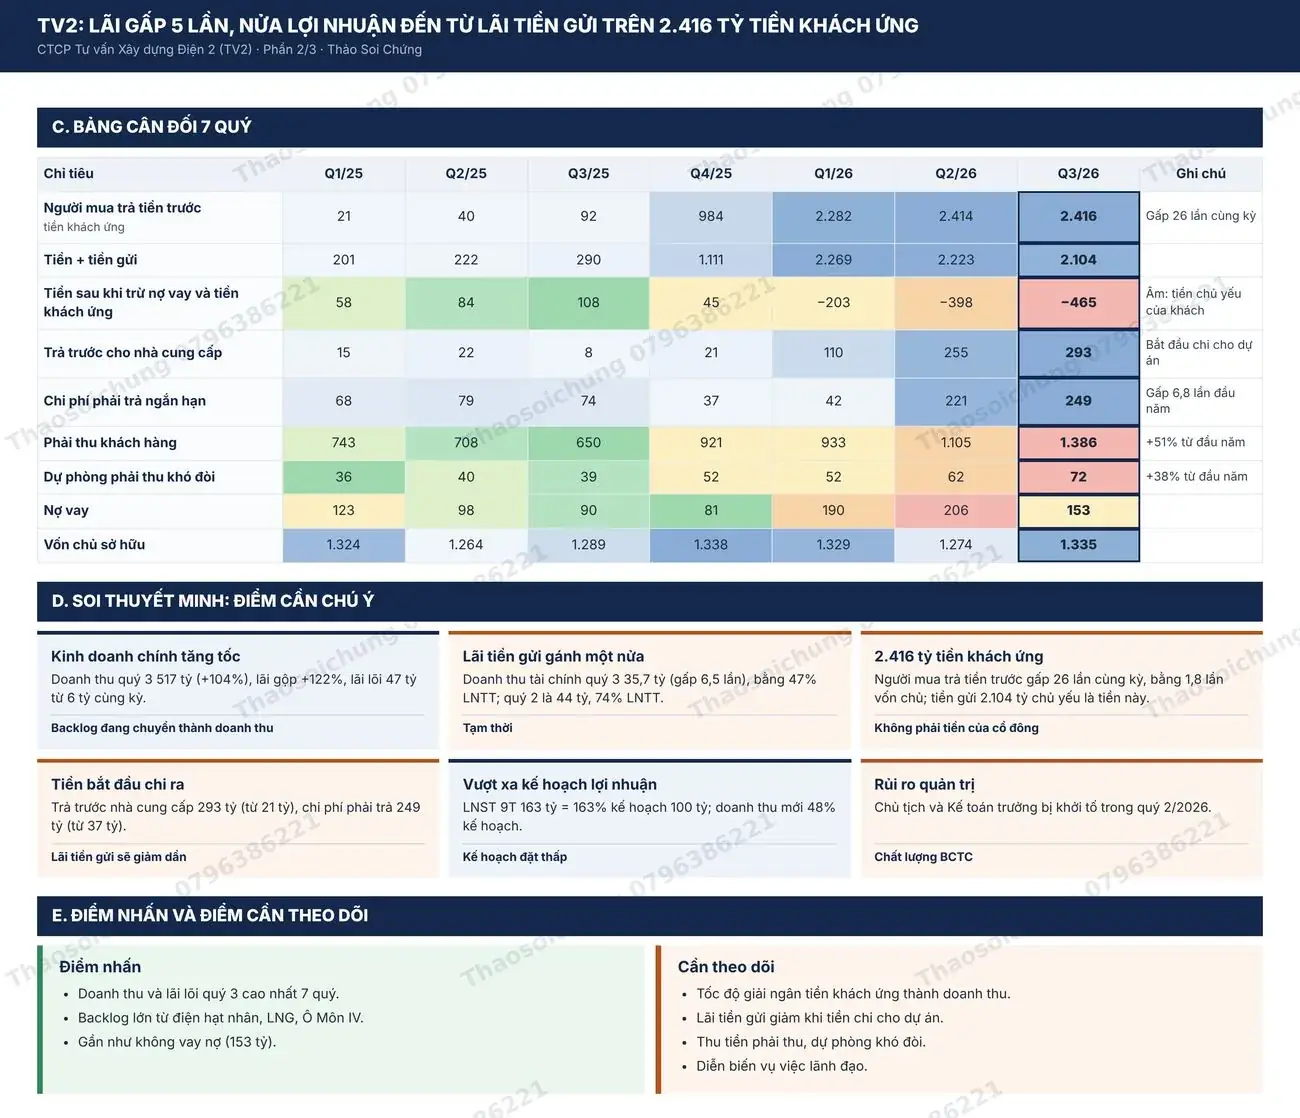 TV2: LÃI GẤP 5 LẦN, NỬA LỢI NHUẬN ĐẾN TỪ LÃI TIỀN GỬI TRÊN 2.416 TỶ TIỀN KHÁCH ỨNG
CTCP Tư vấn Xây dựng Điện 2 (TV2) · Phần 2/3 · Thảo Soi Chứng
C. BẢNG CÂN ĐỐI 7 QUÝ
Chỉ tiêu Q1/25 Q2/25 Q3/25 Q4/25 Q1/26 Q2/26 Q3/26 Ghi chú
Người mua trả tiền trước
tiền khách ứng
21 40 92 984 2.282 2.414 2.416 Gấp 26 lần cùng kỳ
Tiền + tiền gửi 201 222 290 1.111 2.269 2.223 2.104
Tiền sau khi trừ nợ vay và tiền
khách ứng
58 84 108 45 −203 −398 −465
Âm: tiền chủ yếu
của khách
Trả trước cho nhà cung cấp 15 22 8 21 110 255 293
Bắt đầu chi cho dự
án
Chi phí phải trả ngắn hạn 68 79 74 37 42 221 249
Gấp 6,8 lần đầu
năm
Phải thu khách hàng 743 708 650 921 933 1.105 1.386 +51% từ đầu năm
Dự phòng phải thu khó đòi 36 40 39 52 52 62 72 +38% từ đầu năm
Nợ vay 123 98 90 81 190 206 153
Vốn chủ sở hữu 1.324 1.264 1.289 1.338 1.329 1.274 1.335
D. SOI THUYẾT MINH: ĐIỂM CẦN CHÚ Ý
Kinh doanh chính tăng tốc
Doanh thu quý 3 517 tỷ (+104%), lãi gộp +122%, lãi lõi 47 tỷ
từ 6 tỷ cùng kỳ.
Backlog đang chuyển thành doanh thu
Lãi tiền gửi gánh một nửa
Doanh thu tài chính quý 3 35,7 tỷ (gấp 6,5 lần), bằng 47%
LNTT; quý 2 là 44 tỷ, 74% LNTT.
Tạm thời
2.416 tỷ tiền khách ứng
Người mua trả tiền trước gấp 26 lần cùng kỳ, bằng 1,8 lần
vốn chủ; tiền gửi 2.104 tỷ chủ yếu là tiền này.
Không phải tiền của cổ đông
Tiền bắt đầu chi ra
Trả trước nhà cung cấp 293 tỷ (từ 21 tỷ), chi phí phải trả 249
tỷ (từ 37 tỷ).
Lãi tiền gửi sẽ giảm dần
Vượt xa kế hoạch lợi nhuận
LNST 9T 163 tỷ = 163% kế hoạch 100 tỷ; doanh thu mới 48%
kế hoạch.
Kế hoạch đặt thấp
Rủi ro quản trị
Chủ tịch và Kế toán trưởng bị khởi tố trong quý 2/2026.
Chất lượng BCTC
E. ĐIỂM NHẤN VÀ ĐIỂM CẦN THEO DÕI
Điểm nhấn
• Doanh thu và lãi lõi quý 3 cao nhất 7 quý.
• Backlog lớn từ điện hạt nhân, LNG, Ô Môn IV.
• Gần như không vay nợ (153 tỷ).
Cần theo dõi
• Tốc độ giải ngân tiền khách ứng thành doanh thu.
• Lãi tiền gửi giảm khi tiền chi cho dự án.
• Thu tiền phải thu, dự phòng khó đòi.
• Diễn biến vụ việc lãnh đạo.
Thaosoichung 0796386221